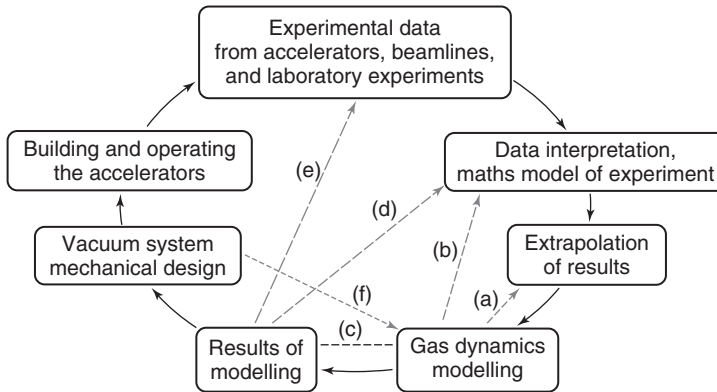 Experimental data
from accelerators, beamlines,
and laboratory experiments
Building and operating
the accelerators
(e)
Data interpretation,
maths model of experiment
(d)
Vacuum system
mechanical design
(b)
Extrapolation
of results
(f)
(a)
(c)
Results of
modelling
Gas dynamics
modelling